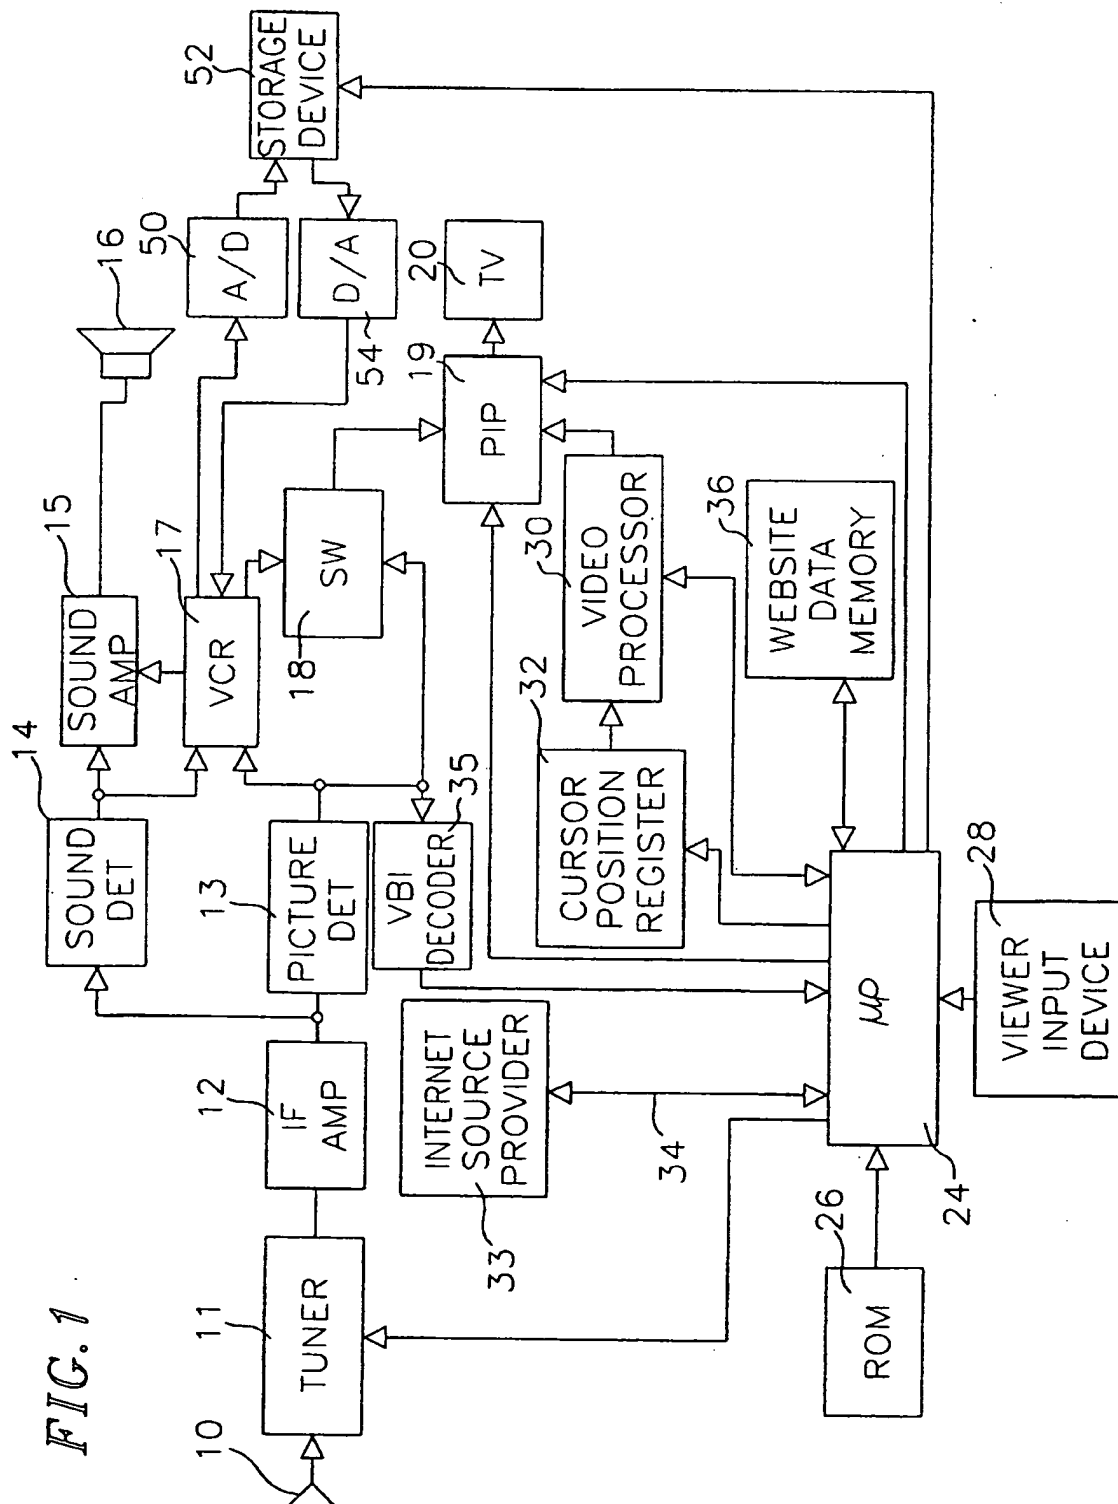 FIG. 1
10
11
TUNER
12
IF
AMP
13
PICTURE
DET
14
SOUND
DET
15
SOUND
AMP
16
17
VCR
18
SW
50
A/D
52
STORAGE
DEVICE
D/A
54
19
PIP
20
TV
35
VBI
DECODER
33
INTERNET
SOURCE
PROVIDER
34
32
CURSOR
POSITION
REGISTER
30
VIDEO
PROCESSOR
36
WEBSITE
DATA
MEMORY
26
ROM
24
μP
28
VIEWER
INPUT
DEVICE